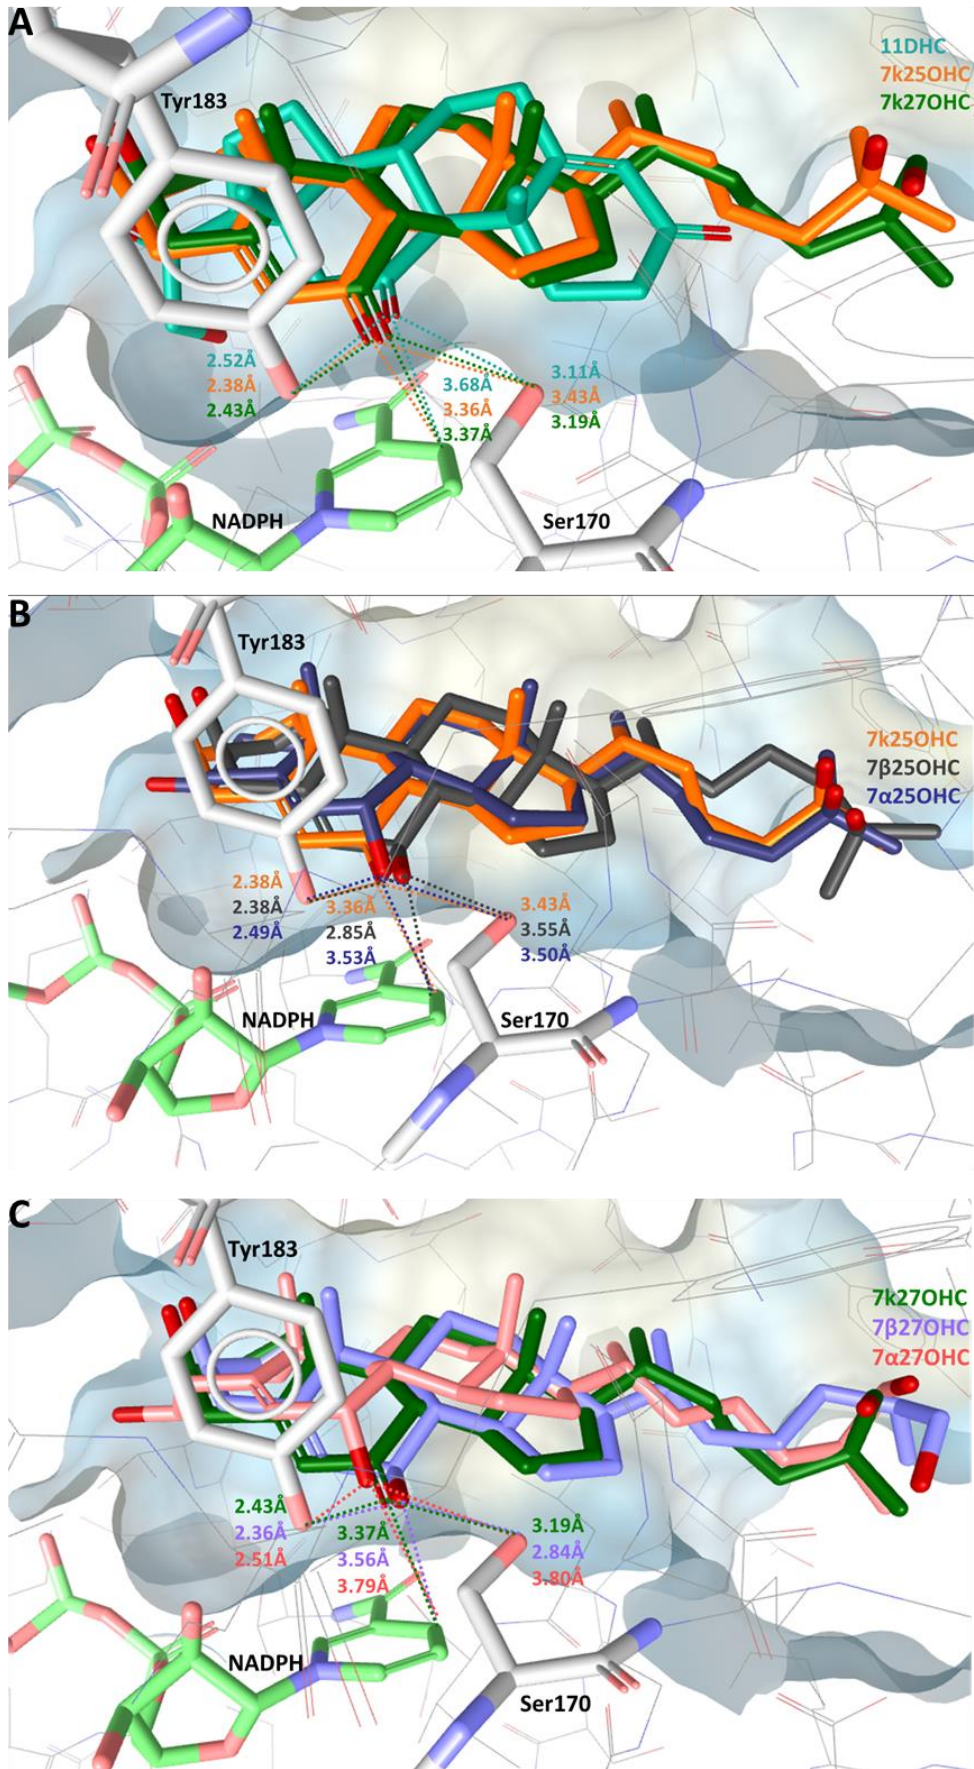 A
11DHC
7k25OHC
7k27OHC
Tyr183
2.52Å
2.38Å
2.43Å
3.68Å
3.36Å
3.37Å
3.11Å
3.43Å
3.19Å
NADPH
Ser170
B
Tyr183
7k25OHC
7β25OHC
7α25OHC
2.38Å
2.38Å
2.49Å
3.36Å
2.85Å
3.53Å
3.43Å
3.55Å
3.50Å
NADPH
Ser170
C
Tyr183
7k27OHC
7β27OHC
7α27OHC
2.43Å
2.36Å
2.51Å
3.37Å
3.56Å
3.79Å
3.19Å
2.84Å
3.80Å
NADPH
Ser170